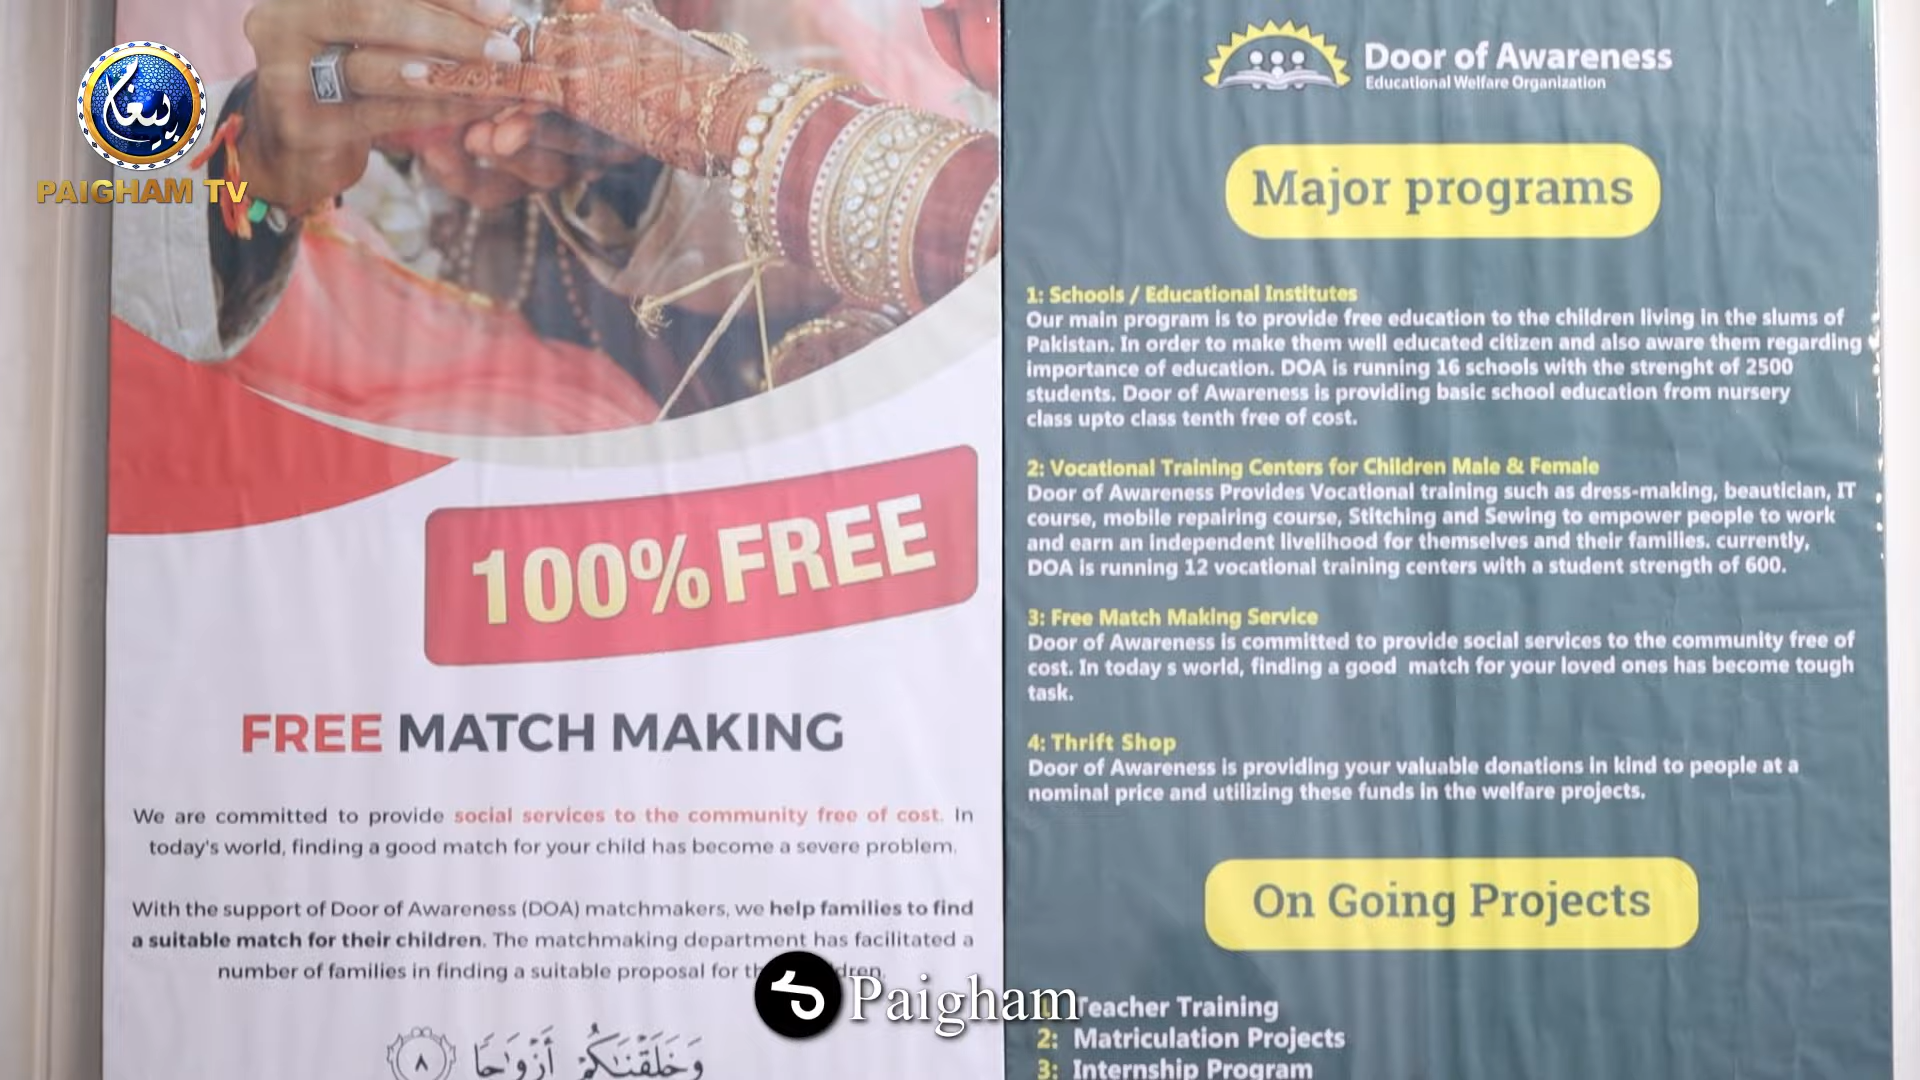 پیغام
PAIGHAM TV
100% FREE
FREE MATCH MAKING
We are committed to provide social services to the community free of cost. In
today's world, finding a good match for your child has become a severe problem.
With the support of Door of Awareness (DOA) matchmakers, we help families to find
a suitable match for their children. The matchmaking department has facilitated a
number of families in finding a suitable proposal for
وَخَلَقْنَاكُمْ أَزْوَاجًا ٨
Door of Awareness
Educational Welfare Organization
Major programs
1: Schools / Educational Institutes
Our main program is to provide free education to the children living in the slums of
Pakistan. In order to make them well educated citizen and also aware them regarding
importance of education. DOA is running 16 schools with the strenght of 2500
students. Door of Awareness is providing basic school education from nursery
class upto class tenth free of cost.
2: Vocational Training Centers for Children Male & Female
Door of Awareness Provides Vocational training such as dress-making, beautician, IT
course, mobile repairing course, Stitching and Sewing to empower people to work
and earn an independent livelihood for themselves and their families. currently,
DOA is running 12 vocational training centers with a student strength of 600.
3: Free Match Making Service
Door of Awareness is committed to provide social services to the community free of
cost. In today s world, finding a good match for your loved ones has become tough
task.
4: Thrift Shop
Door of Awareness is providing your valuable donations in kind to people at a
nominal price and utilizing these funds in the welfare projects.
On Going Projects
Teacher Training
2: Matriculation Projects
3: Internship Program
Paigham